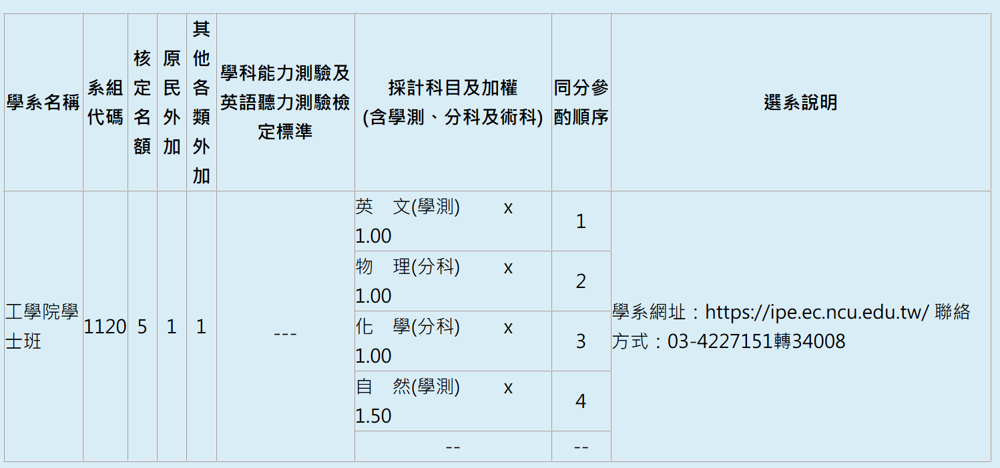 學系名稱
系組
代碼
核
定
名
額
原
民
外
加
其
他
各
類
外
加
學科能力測驗及
英語聽力測驗檢
定標準
採計科目及加權
(含學測、分科及術科)
同分參
酌順序
選系說明
工學院學
士班
1120
5
1
1
---
英 文(學測) x
1.00
1
物 理(分科) x
1.00
2
化 學(分科) x
1.00
3
自 然(學測) x
1.50
4
--
--
學系網址：https://ipe.ec.ncu.edu.tw/ 聯絡
方式：03-4227151轉34008